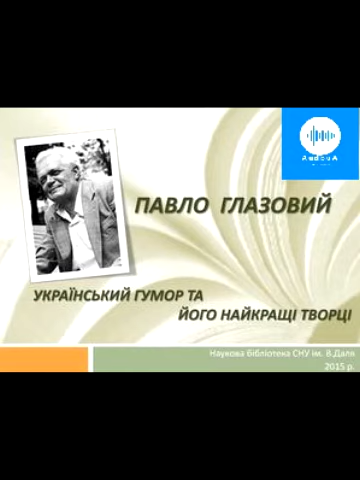 ПАВЛО ГЛАЗОВИЙ
УКРАЇНСЬКИЙ ГУМОР ТА
ЙОГО НАЙКРАЩІ ТВОРЦІ
Наукова бібліотека СНУ ім. В.Даля
2015 р.